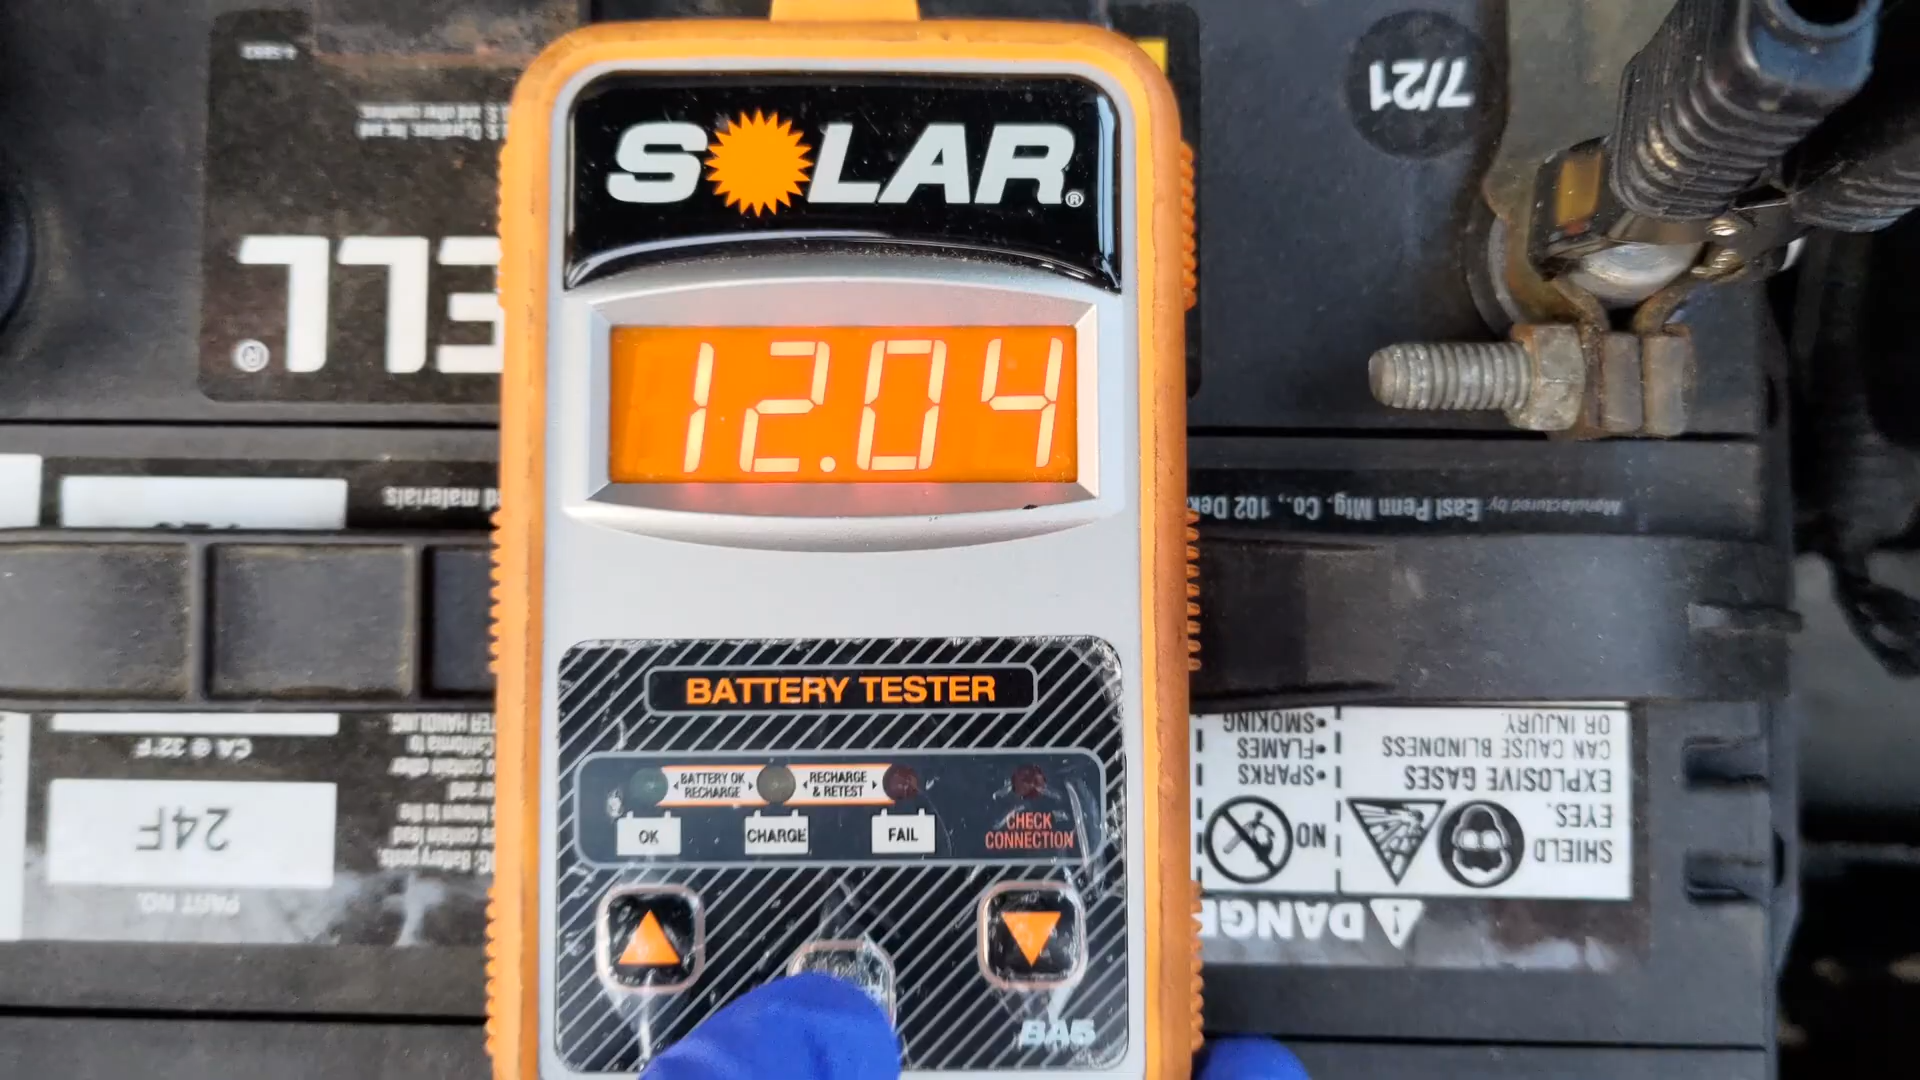 SOLAR®
12.04
BATTERY TESTER
BATTERY OK
RECHARGE
RECHARGE
& RETEST
OK
CHARGE
FAIL
CHECK
CONNECTION
BA5
7/21
ELL
®
materials
Manufactured by: East Penn Mfg. Co., 102 Dek
CA @ 32°F
24F
PART NO.
DANGE
SHIELD
EYES.
EXPLOSIVE GASES
CAN CAUSE BLINDNESS
OR INJURY.
NO
•SPARKS
•FLAMES
•SMOKING